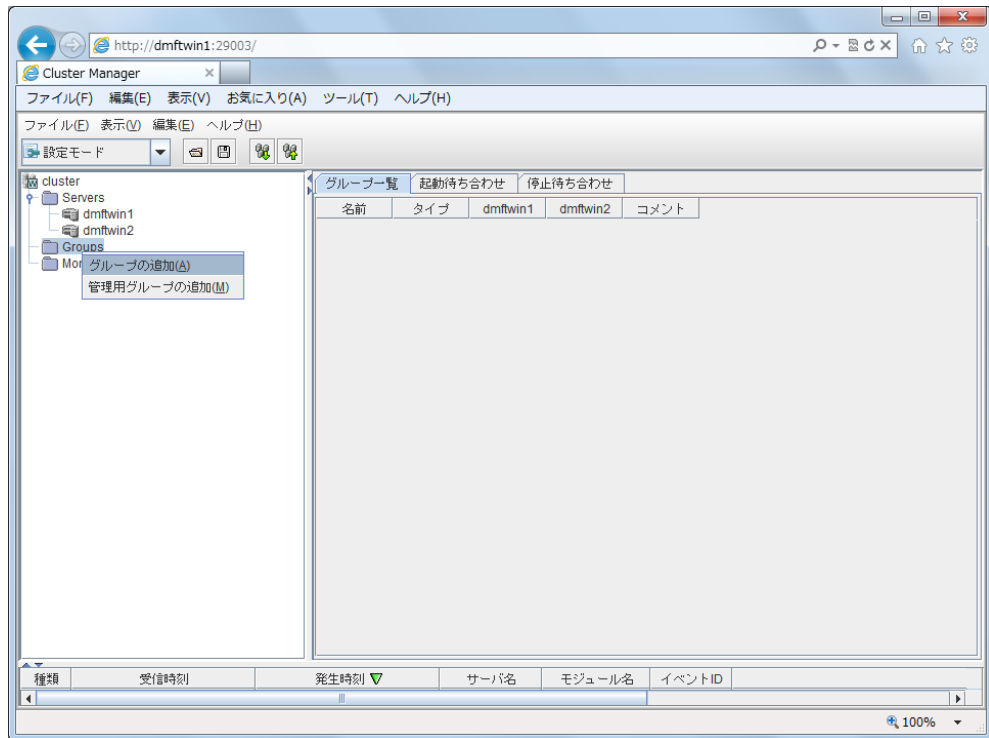 http://dmftwin1:29003/
Cluster Manager
ファイル(F) 編集(E) 表示(V) お気に入り(A) ツール(T) ヘルプ(H)
ファイル(F) 表示(V) 編集(E) ヘルプ(H)
設定モード
cluster
Servers
dmftwin1
dmftwin2
Groups
Mor
グループの追加(A)
管理用グループの追加(M)
グループ一覧 起動待ち合わせ 停止待ち合わせ
名前 タイプ dmftwin1 dmftwin2 コメント
種類 受信時刻 発生時刻 サーバ名 モジュール名 イベントID
100%